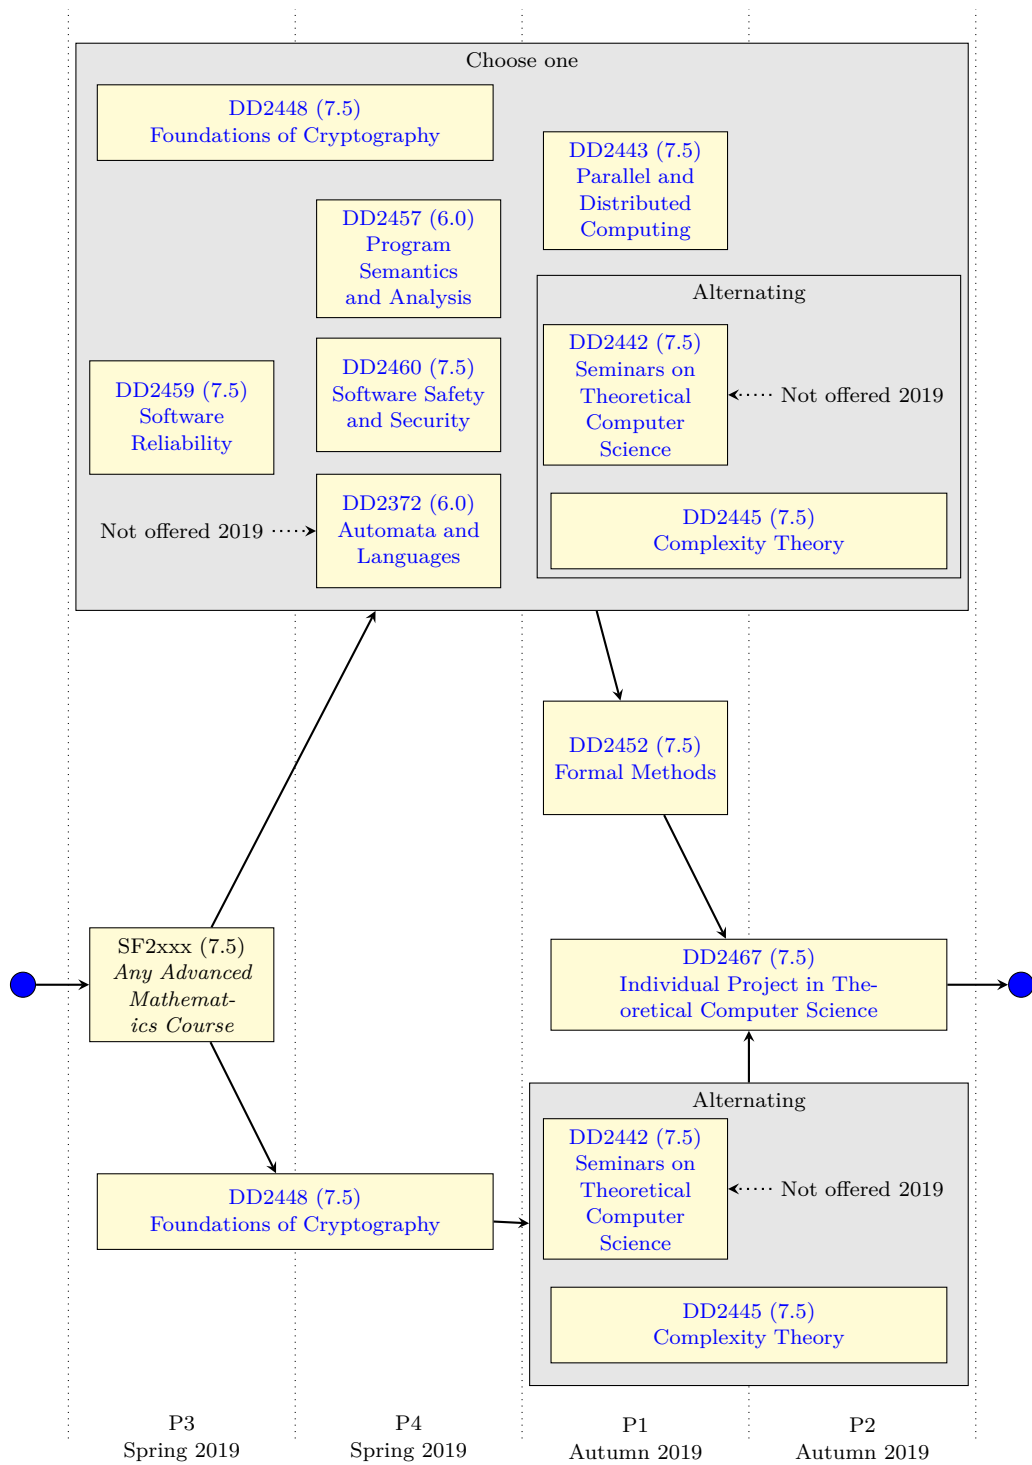 Choose one
DD2448 (7.5)
Foundations of Cryptography
DD2443 (7.5)
Parallel and
Distributed
Computing
DD2457 (6.0)
Program
Semantics
and Analysis
Alternating
DD2442 (7.5)
Seminars on
Theoretical
Computer
Science
Not offered 2019
DD2460 (7.5)
Software Safety
and Security
DD2459 (7.5)
Software
Reliability
DD2372 (6.0)
Automata and
Languages
Not offered 2019
DD2445 (7.5)
Complexity Theory
DD2452 (7.5)
Formal Methods
SF2xxx (7.5)
Any Advanced
Mathemat-
ics Course
DD2467 (7.5)
Individual Project in The-
oretical Computer Science
Alternating
DD2442 (7.5)
Seminars on
Theoretical
Computer
Science
Not offered 2019
DD2448 (7.5)
Foundations of Cryptography
DD2445 (7.5)
Complexity Theory
P3
Spring 2019
P4
Spring 2019
P1
Autumn 2019
P2
Autumn 2019